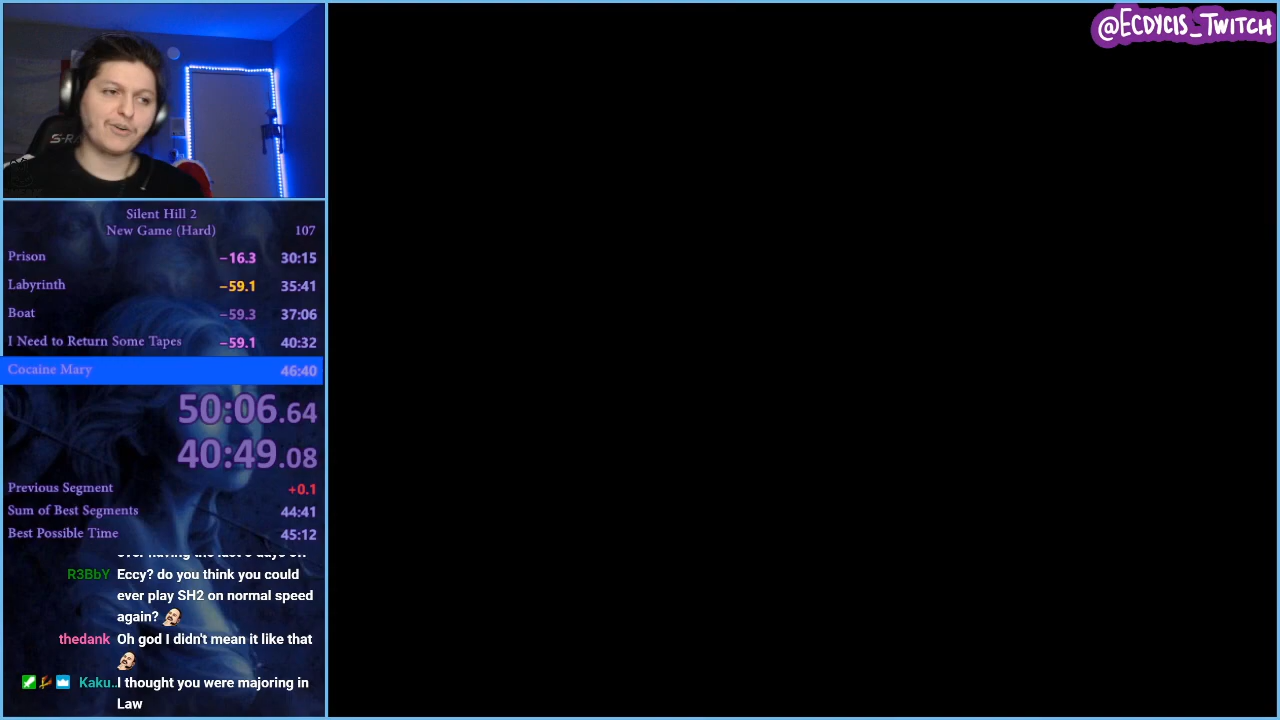 @ECDYCIS_TWITCH
S-RA
Silent Hill 2
New Game (Hard) 107
Prison −16.3 30:15
Labyrinth −59.1 35:41
Boat −59.3 37:06
I Need to Return Some Tapes −59.1 40:32
Cocaine Mary 46:40
50:06.64
40:49.08
Previous Segment +0.1
Sum of Best Segments 44:41
Best Possible Time 45:12
R3BbY Eccy? do you think you could
ever play SH2 on normal speed
again?
thedank Oh god I didn't mean it like that
Kaku.. I thought you were majoring in
Law